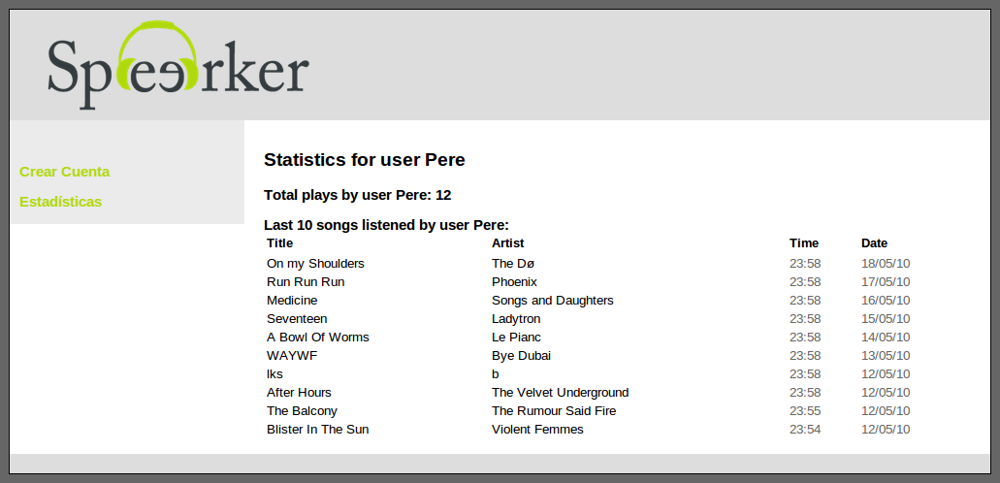 Speeerker
Crear Cuenta
Estadísticas
Statistics for user Pere
Total plays by user Pere: 12
Last 10 songs listened by user Pere:
Title Artist Time Date
On my Shoulders The Dø 23:58 18/05/10
Run Run Run Phoenix 23:58 17/05/10
Medicine Songs and Daughters 23:58 16/05/10
Seventeen Ladytron 23:58 15/05/10
A Bowl Of Worms Le Pianc 23:58 14/05/10
WAYWF Bye Dubai 23:58 13/05/10
lks b 23:58 12/05/10
After Hours The Velvet Underground 23:58 12/05/10
The Balcony The Rumour Said Fire 23:55 12/05/10
Blister In The Sun Violent Femmes 23:54 12/05/10